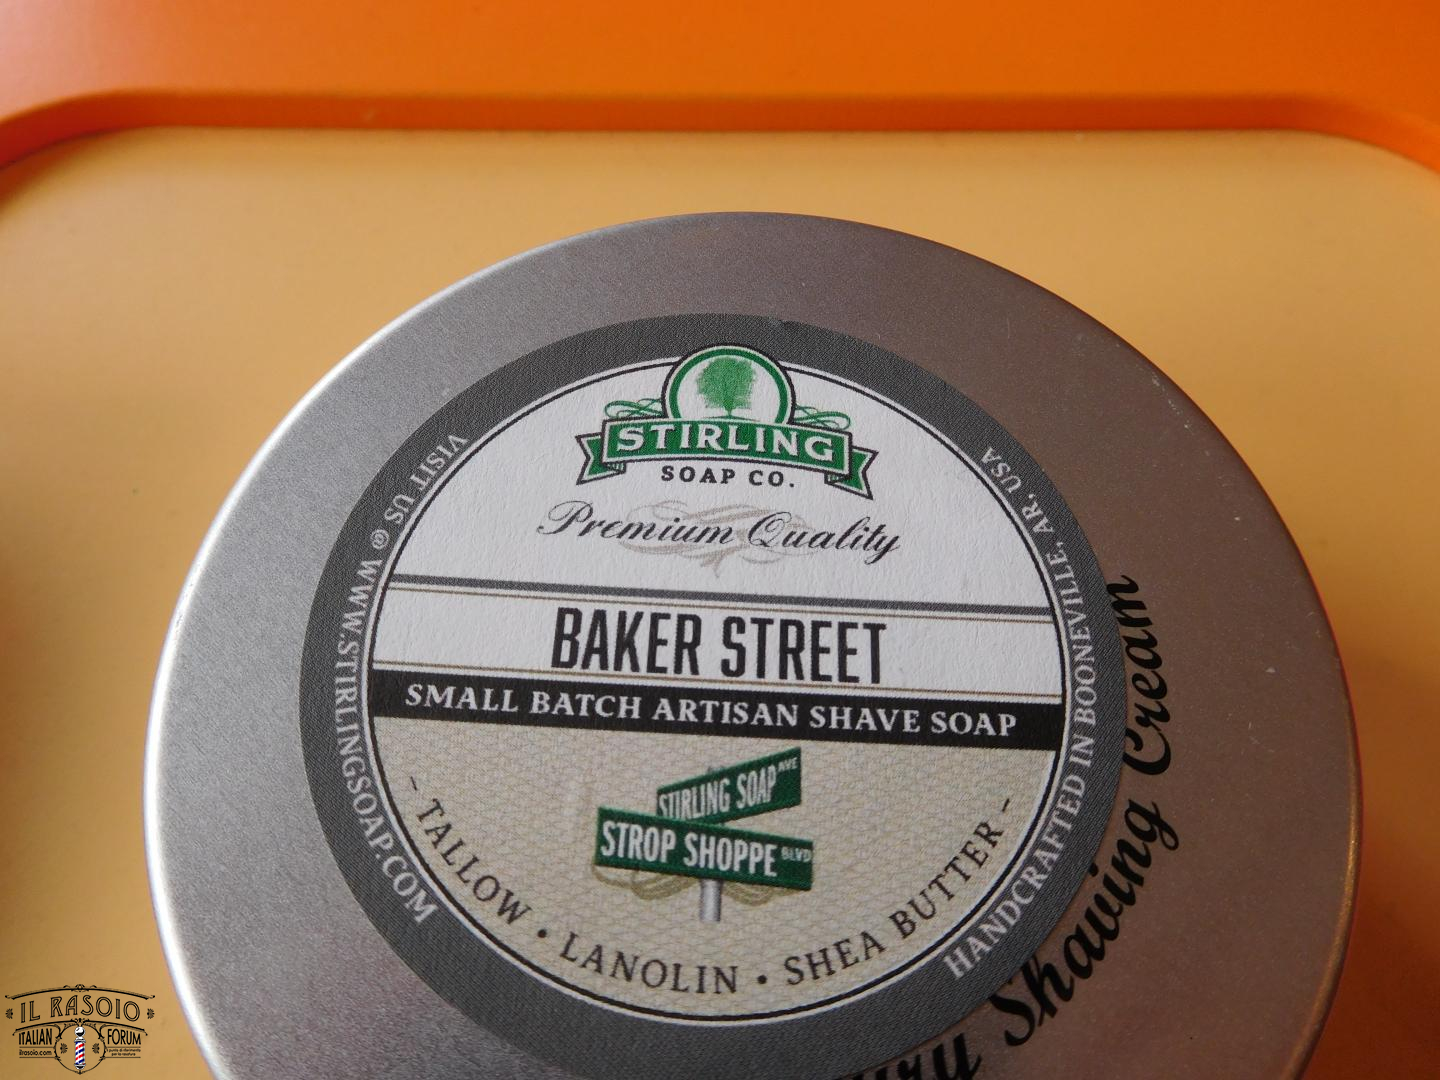 STIRLING
SOAP CO.
Premium Quality
BAKER STREET
SMALL BATCH ARTISAN SHAVE SOAP
STIRLING SOAP AVE
STROP SHOPPE BLVD
- TALLOW • LANOLIN • SHEA BUTTER -
VISIT US @ WWW.STIRLINGSOAP.COM
HANDCRAFTED IN BOONEVILLE, AR, USA
Shaving Cream
IL RASOIO
ITALIAN FORUM
ilrasoio.com